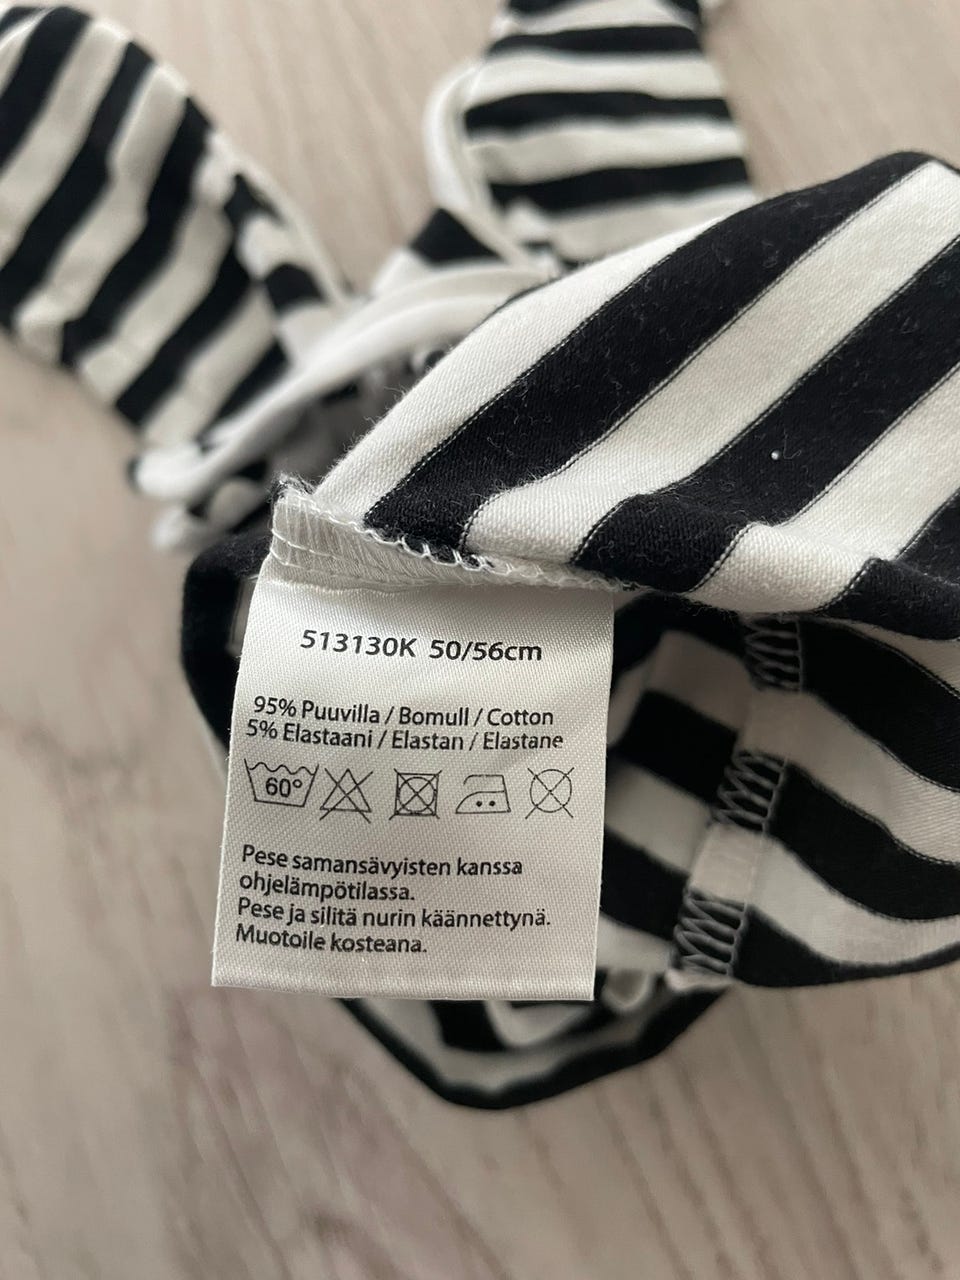 513130K 50/56cm
95% Puuvilla / Bomull / Cotton
5% Elastaani / Elastan / Elastane
60°
Pese samansävyisten kanssa
ohjelämpötilassa.
Pese ja silitä nurin käännettynä.
Muotoile kosteana.